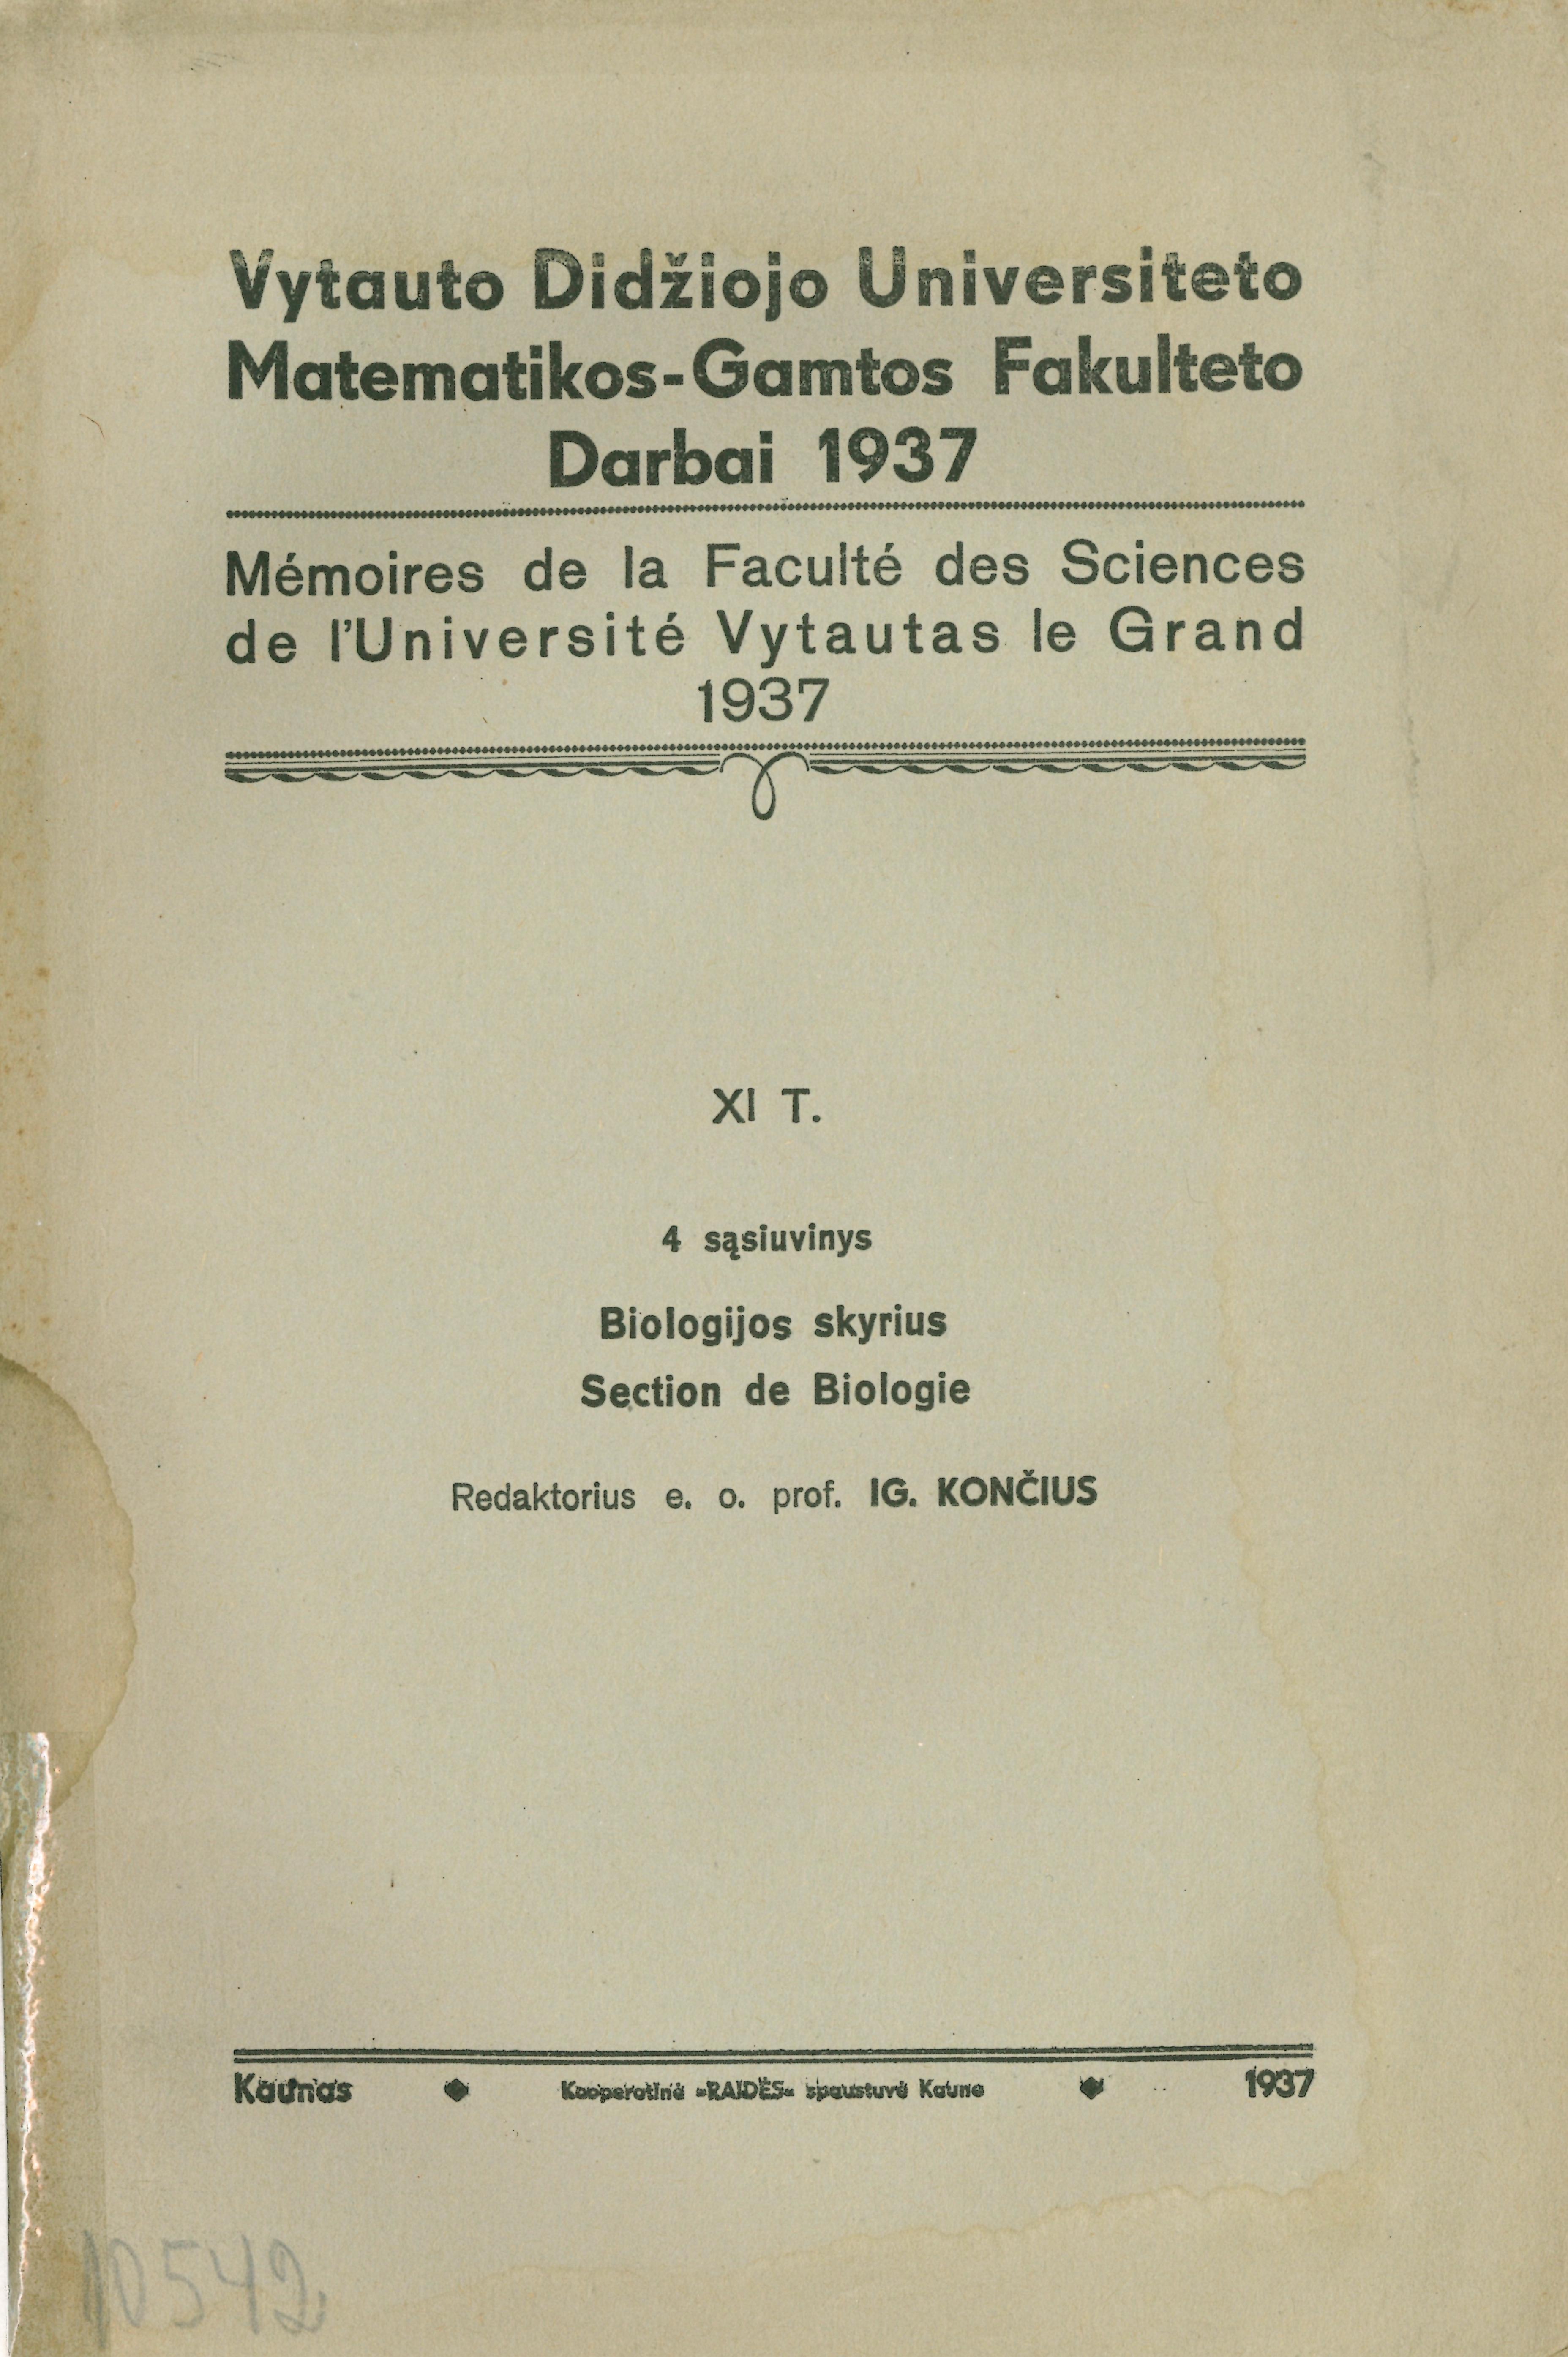 Vytauto Didžiojo Universiteto
Matematikos-Gamtos Fakulteto
Darbai 1937
Mémoires de la Faculté des Sciences
de l'Université Vytautas le Grand
1937
XI T.
4 sąsiuvinys
Biologijos skyrius
Section de Biologie
Redaktorius e. o. prof. IG. KONČIUS
Kaunas ◆ Kooperatinė »RAIDĖS« spaustuvė Kaune ◆ 1937
10542